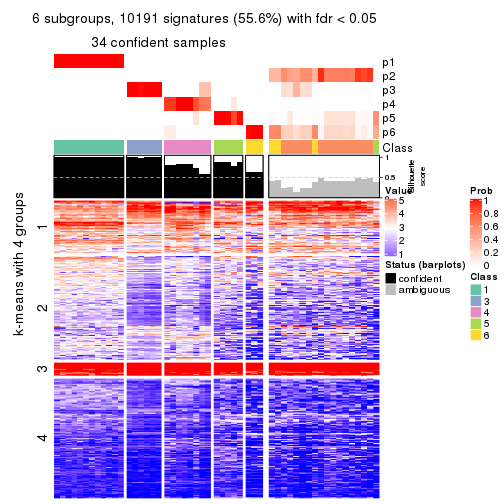 6 subgroups, 10191 signatures (55.6%) with fdr < 0.05
34 confident samples
p1
p2
p3
p4
p5
p6
Class
1
0.5
0
Silhouette
score
k-means with 4 groups
1
2
3
4
Value
5
4
3
2
1
Status (barplots)
confident
ambiguous
Prob
1
0.8
0.6
0.4
0.2
0
Class
1
3
4
5
6